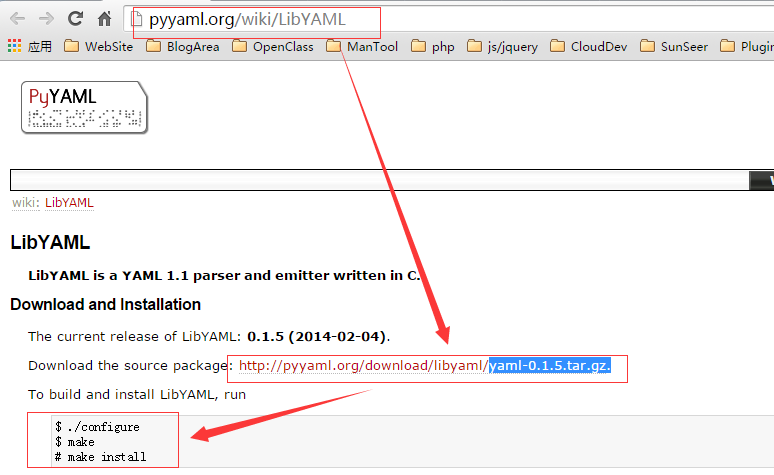 pyyaml.org/wiki/LibYAML
应用 WebSite BlogArea OpenClass ManTool php js/jquery CloudDev SunSeer Plugin
PyYAML
wiki: LibYAML
LibYAML
LibYAML is a YAML 1.1 parser and emitter written in C.
Download and Installation
The current release of LibYAML: 0.1.5 (2014-02-04).
Download the source package: http://pyyaml.org/download/libyaml/yaml-0.1.5.tar.gz.
To build and install LibYAML, run
$ ./configure
$ make
# make install